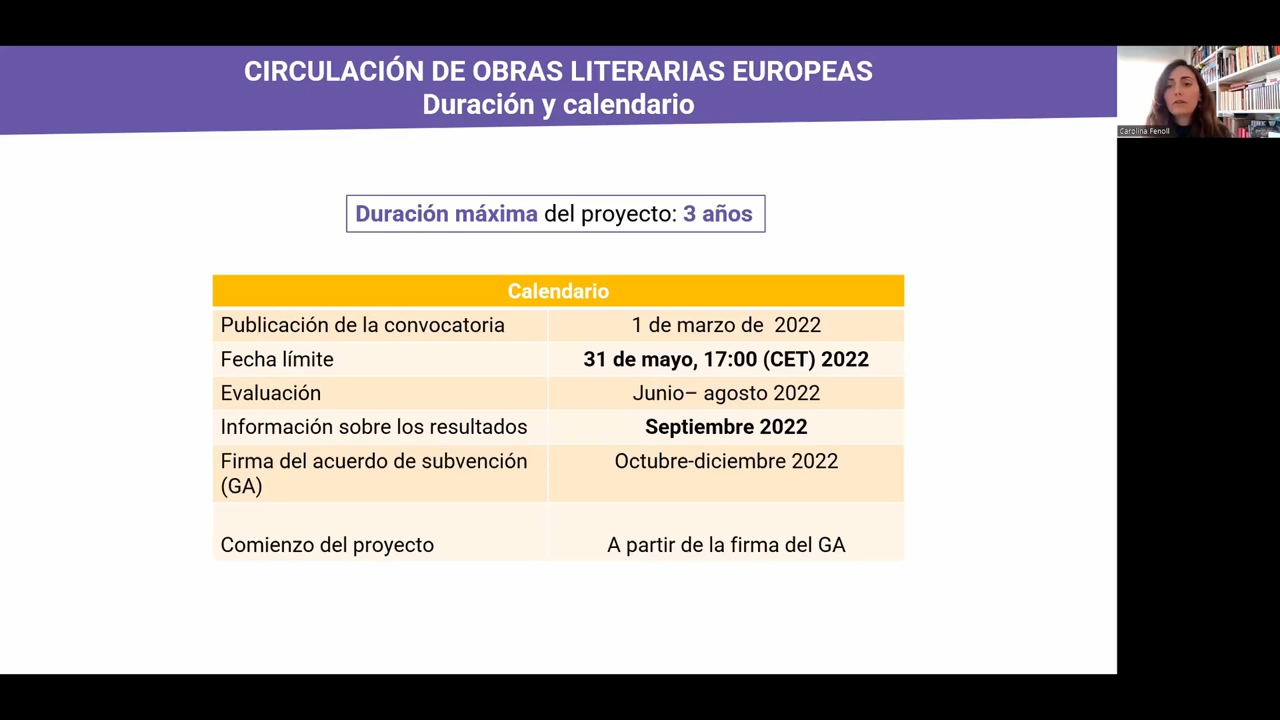 CIRCULACIÓN DE OBRAS LITERARIAS EUROPEAS
Duración y calendario
Carolina Fenoll
Duración máxima del proyecto: 3 años
Calendario
Publicación de la convocatoria 1 de marzo de 2022
Fecha límite 31 de mayo, 17:00 (CET) 2022
Evaluación Junio– agosto 2022
Información sobre los resultados Septiembre 2022
Firma del acuerdo de subvención Octubre-diciembre 2022
(GA)
Comienzo del proyecto A partir de la firma del GA